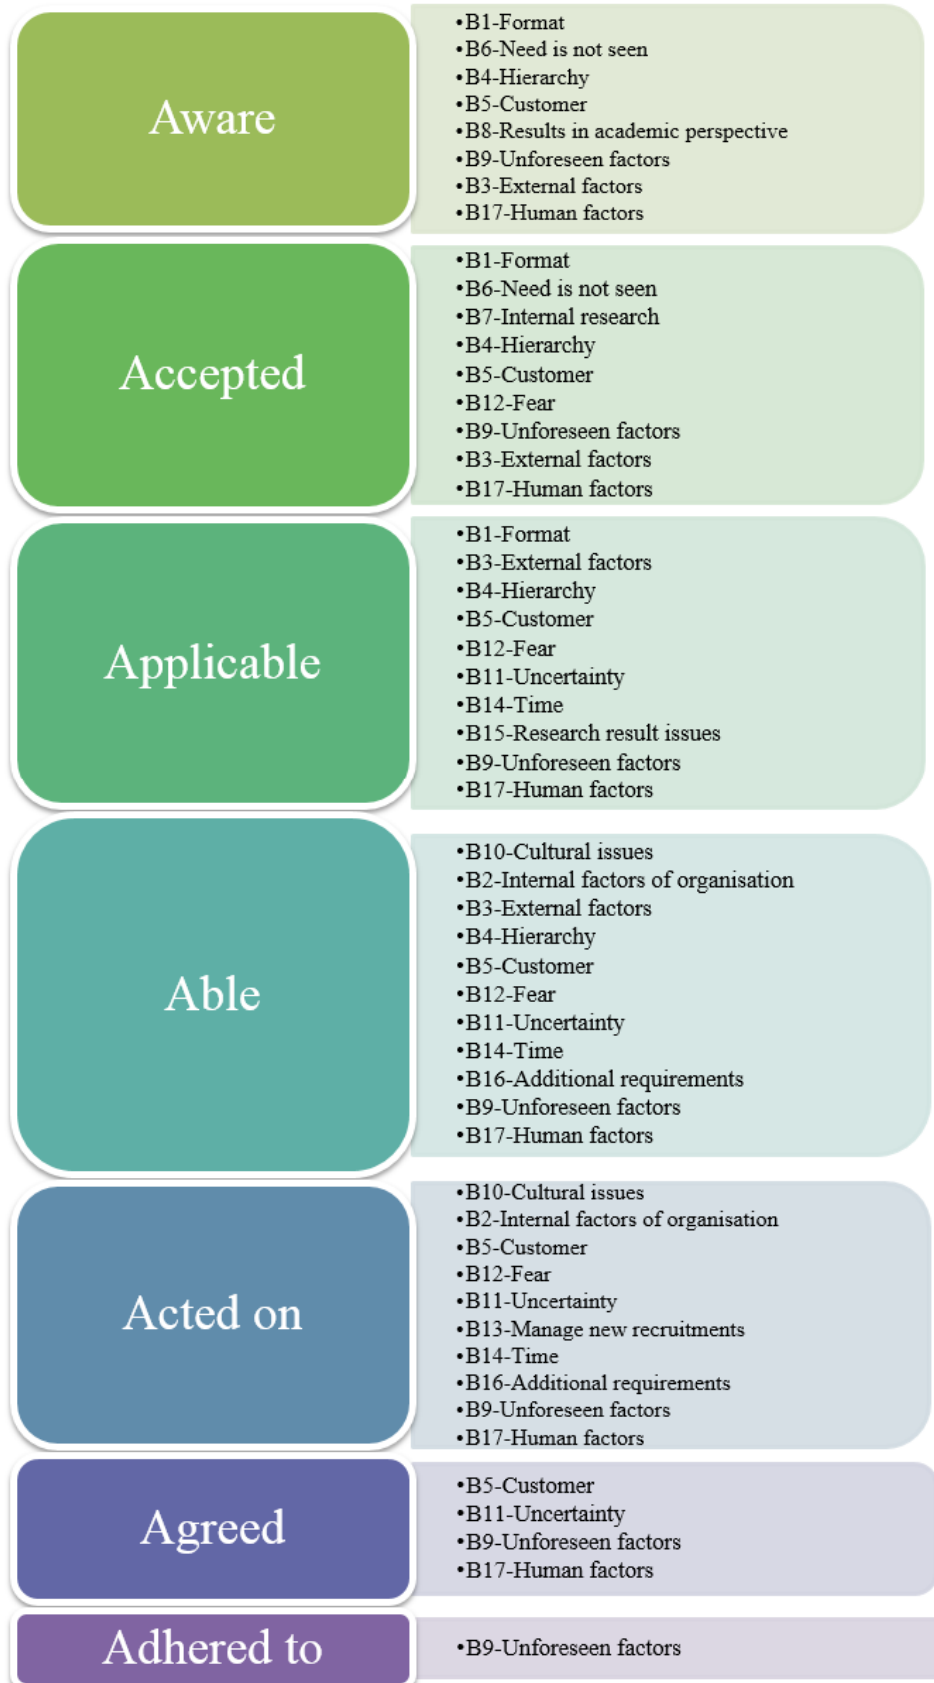 Aware
•B1-Format
•B6-Need is not seen
•B4-Hierarchy
•B5-Customer
•B8-Results in academic perspective
•B9-Unforeseen factors
•B3-External factors
•B17-Human factors
Accepted
•B1-Format
•B6-Need is not seen
•B7-Internal research
•B4-Hierarchy
•B5-Customer
•B12-Fear
•B9-Unforeseen factors
•B3-External factors
•B17-Human factors
Applicable
•B1-Format
•B3-External factors
•B4-Hierarchy
•B5-Customer
•B12-Fear
•B11-Uncertainty
•B14-Time
•B15-Research result issues
•B9-Unforeseen factors
•B17-Human factors
Able
•B10-Cultural issues
•B2-Internal factors of organisation
•B3-External factors
•B4-Hierarchy
•B5-Customer
•B12-Fear
•B11-Uncertainty
•B14-Time
•B16-Additional requirements
•B9-Unforeseen factors
•B17-Human factors
Acted on
•B10-Cultural issues
•B2-Internal factors of organisation
•B5-Customer
•B12-Fear
•B11-Uncertainty
•B13-Manage new recruitments
•B14-Time
•B16-Additional requirements
•B9-Unforeseen factors
•B17-Human factors
Agreed
•B5-Customer
•B11-Uncertainty
•B9-Unforeseen factors
•B17-Human factors
Adhered to
•B9-Unforeseen factors